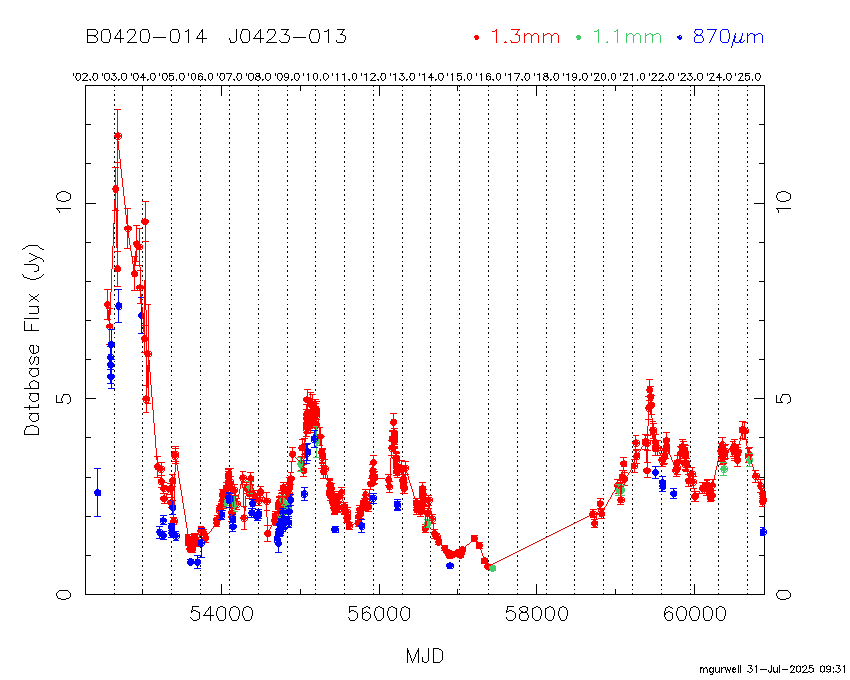 B0420-014 J0423-013 • 1.3mm • 1.1mm • 870μm
'02.0 '03.0 '04.0 '05.0 '06.0 '07.0 '08.0 '09.0 '10.0 '11.0 '12.0 '13.0 '14.0 '15.0 '16.0 '17.0 '18.0 '19.0 '20.0 '21.0 '22.0 '23.0 '24.0 '25.0
10 10
Database Flux (Jy)
5 5
0 0
54000 56000 58000 60000
MJD
mgurwell 31-Jul-2025 09:31